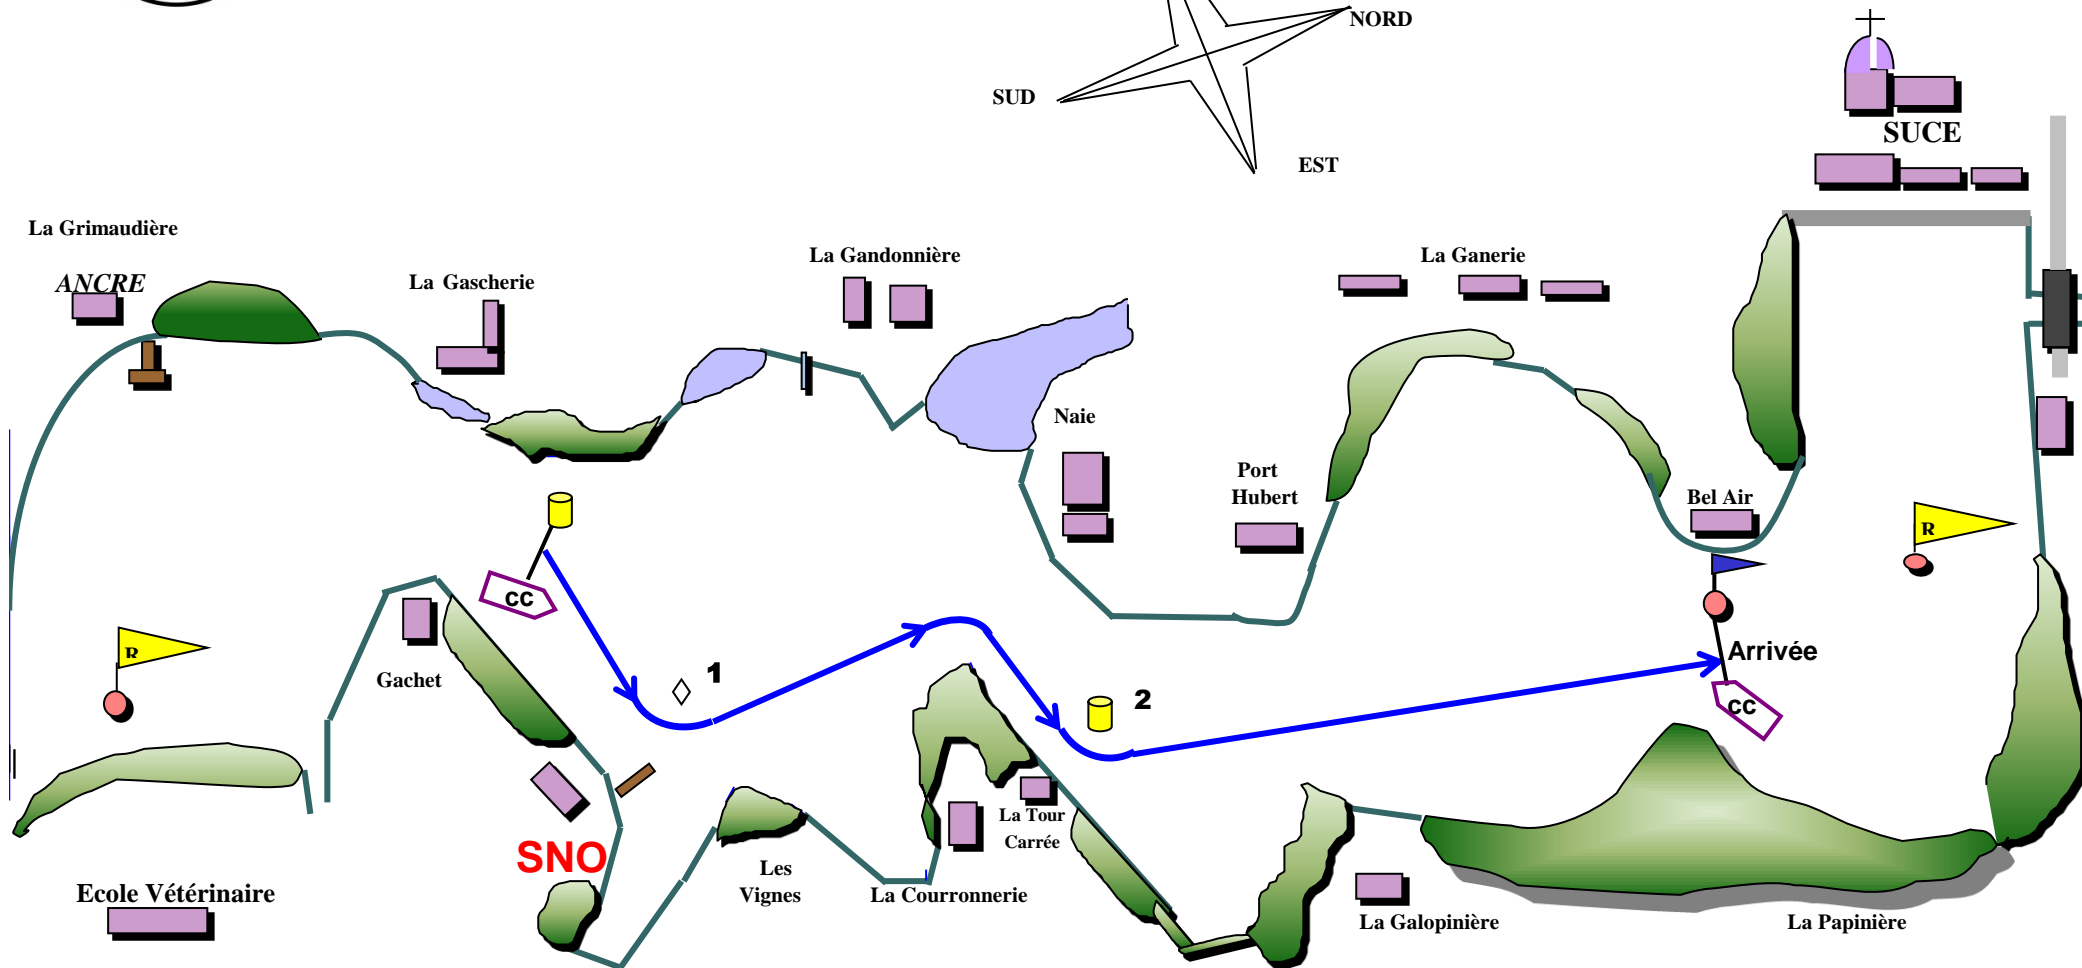 NORD
SUD
EST
SUCE
La Grimaudière
ANCRE
La Gascherie
La Gandonnière
La Ganerie
Naie
Port
Hubert
Bel Air
R
CC
R
Gachet
1
2
Arrivée
CC
La Tour
Carrée
SNO
Les
Vignes
La Courronnerie
Ecole Vétérinaire
La Galopinière
La Papinière